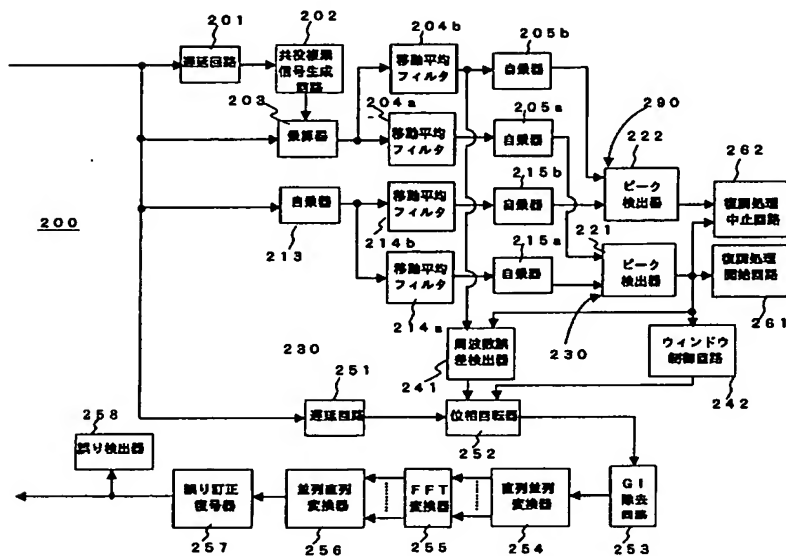 201
202
204b
205b
遅延回路
共役複素
信号生成
回路
移動平均
フィルタ
自乗器
203
204a
205a
290
222
262
乗算器
移動平均
フィルタ
自乗器
ピーク
検出器
復調処理
中止回路
200
自乗器
213
移動平均
フィルタ
214b
215b
自乗器
221
ピーク
検出器
復調処理
開始回路
261
移動平均
フィルタ
214a
215a
自乗器
230
230
251
241
周波数誤
差検出器
ウィンドウ
制御回路
242
遅延回路
位相回転器
252
258
誤り検出器
誤り訂正
復号器
257
並列直列
変換器
256
FFT
変換器
255
直列並列
変換器
254
GI
除去
回路
253